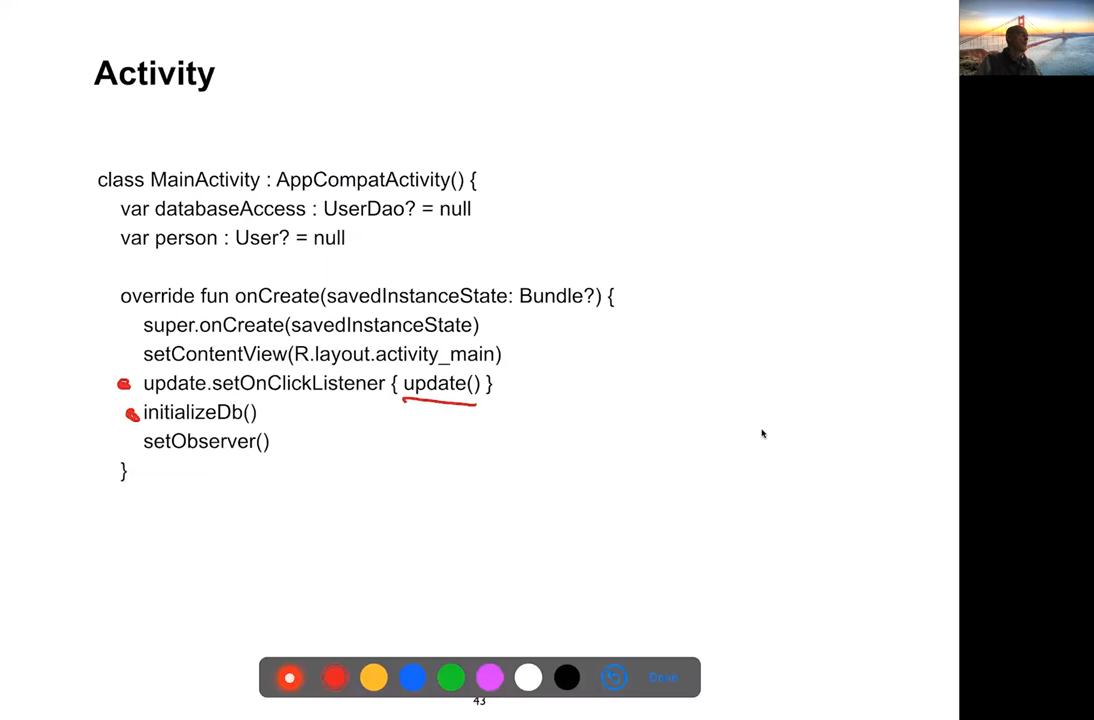 Activity
class MainActivity : AppCompatActivity() {
var databaseAccess : UserDao? = null
var person : User? = null
override fun onCreate(savedInstanceState: Bundle?) {
super.onCreate(savedInstanceState)
setContentView(R.layout.activity_main)
update.setOnClickListener { update() }
initializeDb()
setObserver()
}
Done
43